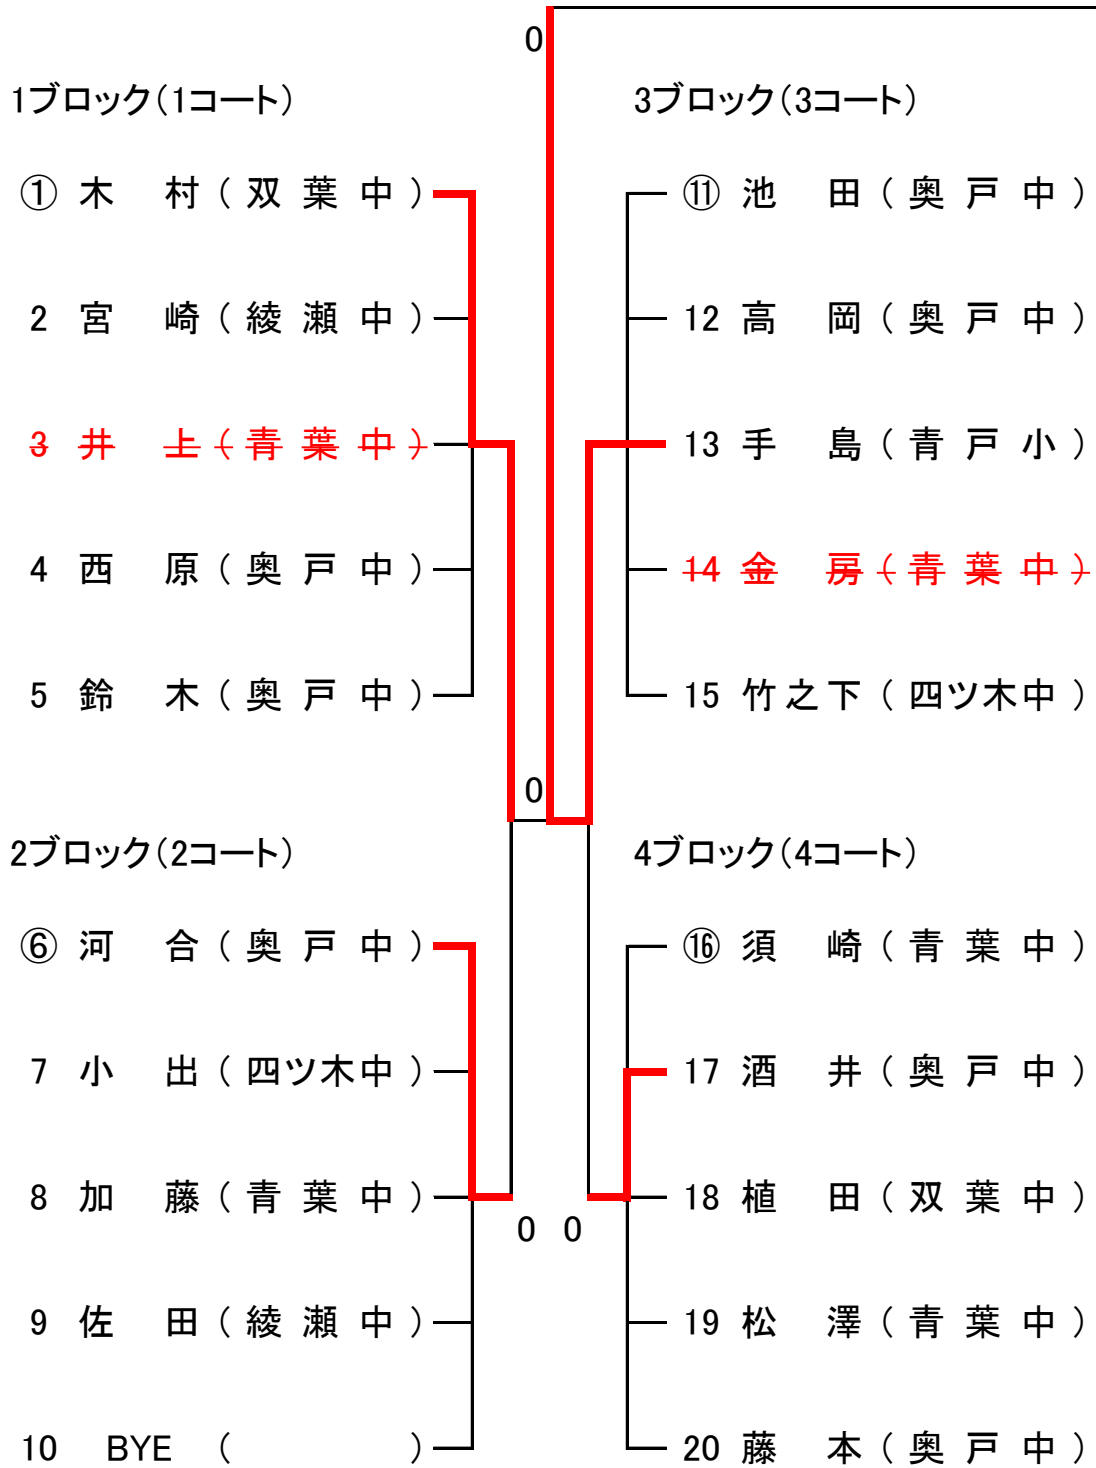 0
1ブロック(1コート)
① 木 村 ( 双 葉 中 )
2 宮 崎 ( 綾 瀬 中 )
3 井 上 ( 青 葉 中 )
4 西 原 ( 奥 戸 中 )
5 鈴 木 ( 奥 戸 中 )
0
2ブロック(2コート)
⑥ 河 合 ( 奥 戸 中 )
7 小 出 ( 四ツ木中 )
8 加 藤 ( 青 葉 中 )
9 佐 田 ( 綾 瀬 中 )
10 BYE ( )
3ブロック(3コート)
⑪ 池 田 ( 奥 戸 中 )
12 高 岡 ( 奥 戸 中 )
13 手 島 ( 青 戸 小 )
14 金 房 ( 青 葉 中 )
15 竹之下 ( 四ツ木中 )
4ブロック(4コート)
⑯ 須 崎 ( 青 葉 中 )
17 酒 井 ( 奥 戸 中 )
18 植 田 ( 双 葉 中 )
19 松 澤 ( 青 葉 中 )
20 藤 本 ( 奥 戸 中 )
0 0